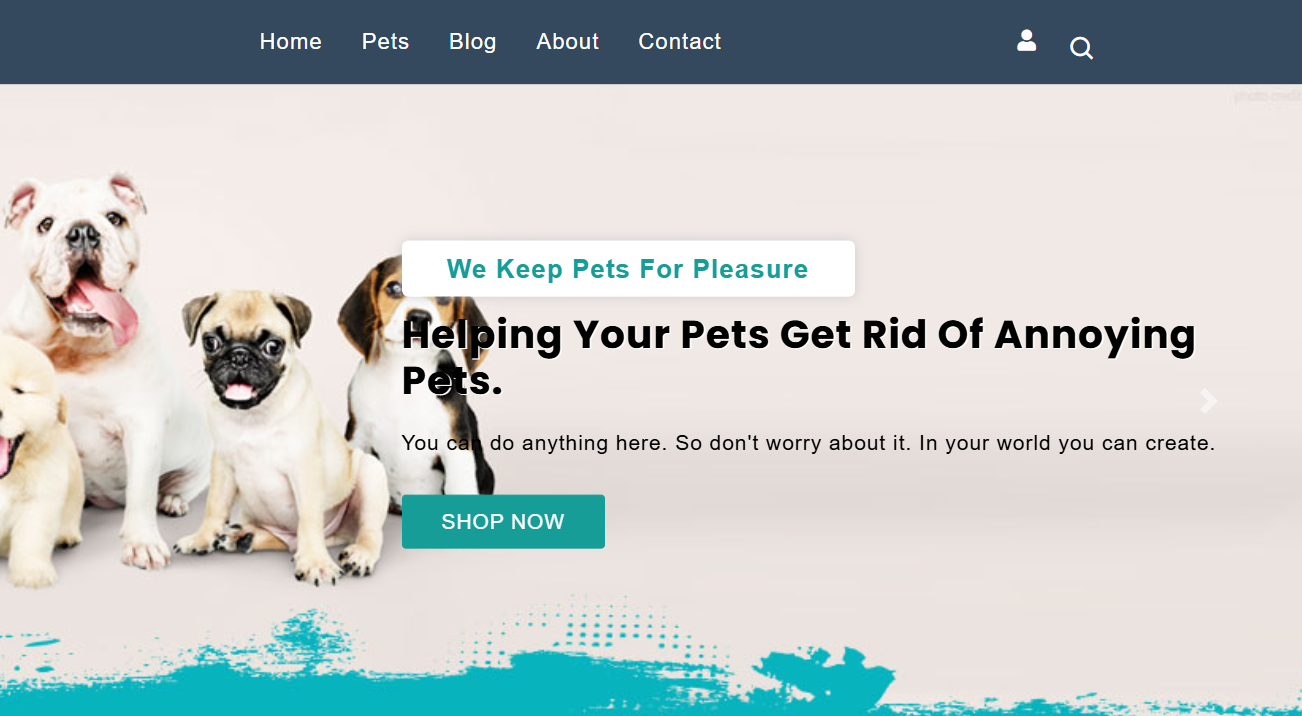 Home Pets Blog About Contact
We Keep Pets For Pleasure
Helping Your Pets Get Rid Of Annoying
Pets.
You can do anything here. So don't worry about it. In your world you can create.
SHOP NOW